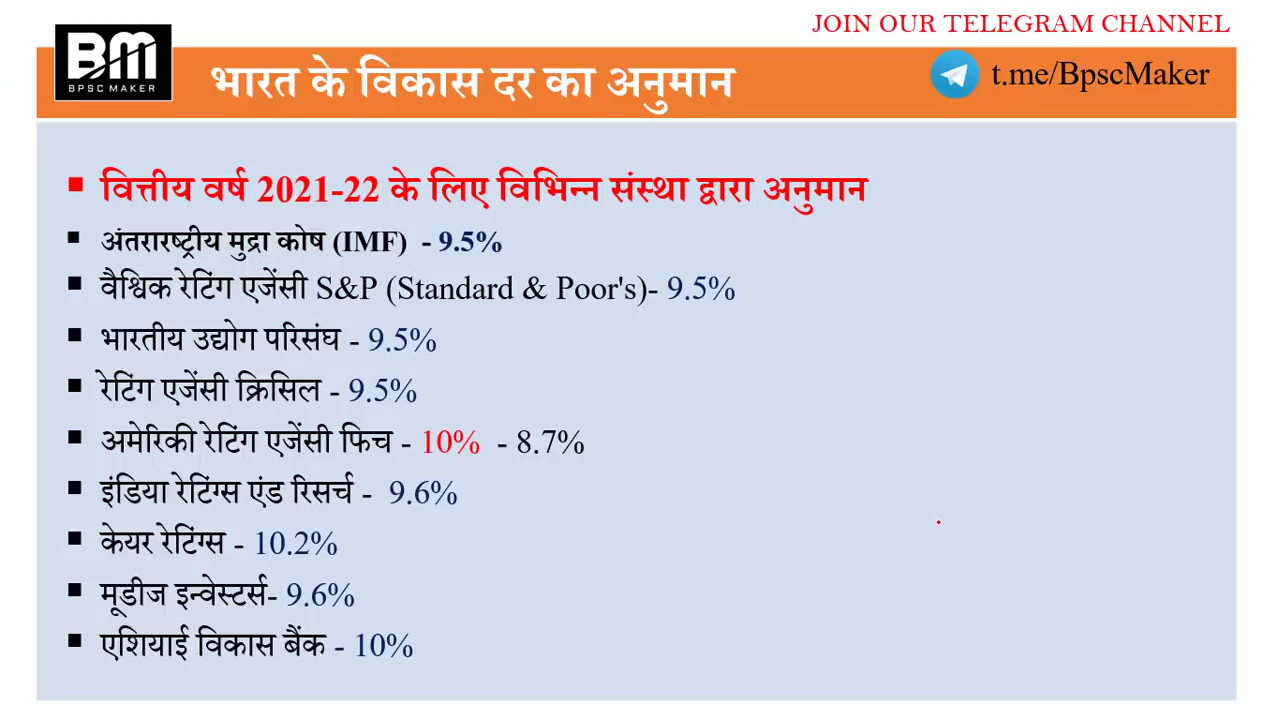 JOIN OUR TELEGRAM CHANNEL
BM
BPSC MAKER
भारत के विकास दर का अनुमान
t.me/BpscMaker
▪ वित्तीय वर्ष 2021-22 के लिए विभिन्न संस्था द्वारा अनुमान
▪ अंतरारष्ट्रीय मुद्रा कोष (IMF) - 9.5%
▪ वैश्विक रेटिंग एजेंसी S&P (Standard & Poor's)- 9.5%
▪ भारतीय उद्योग परिसंघ - 9.5%
▪ रेटिंग एजेंसी क्रिसिल - 9.5%
▪ अमेरिकी रेटिंग एजेंसी फिच - 10% - 8.7%
▪ इंडिया रेटिंग्स एंड रिसर्च - 9.6%
▪ केयर रेटिंग्स - 10.2%
▪ मूडीज इन्वेस्टर्स- 9.6%
▪ एशियाई विकास बैंक - 10%